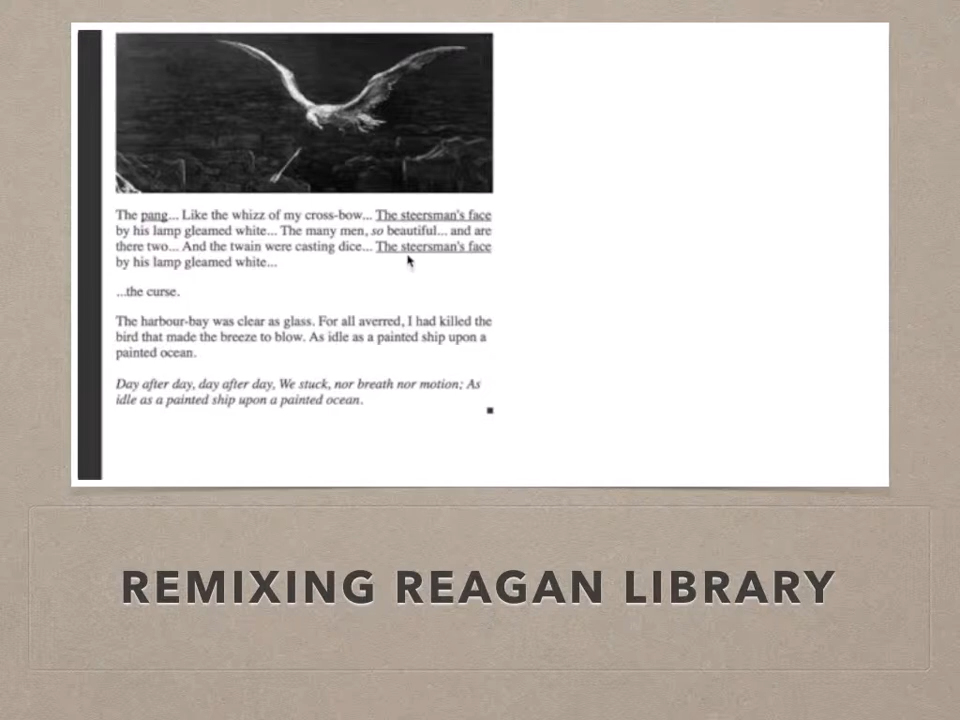 The pang... Like the whizz of my cross-bow... The steersman's face
by his lamp gleamed white... The many men, so beautiful... and are
there two... And the twain were casting dice... The steersman's face
by his lamp gleamed white...
...the curse.
The harbour-bay was clear as glass. For all averred, I had killed the
bird that made the breeze to blow. As idle as a painted ship upon a
painted ocean.
Day after day, day after day, We stuck, nor breath nor motion; As
idle as a painted ship upon a painted ocean.
REMIXING REAGAN LIBRARY